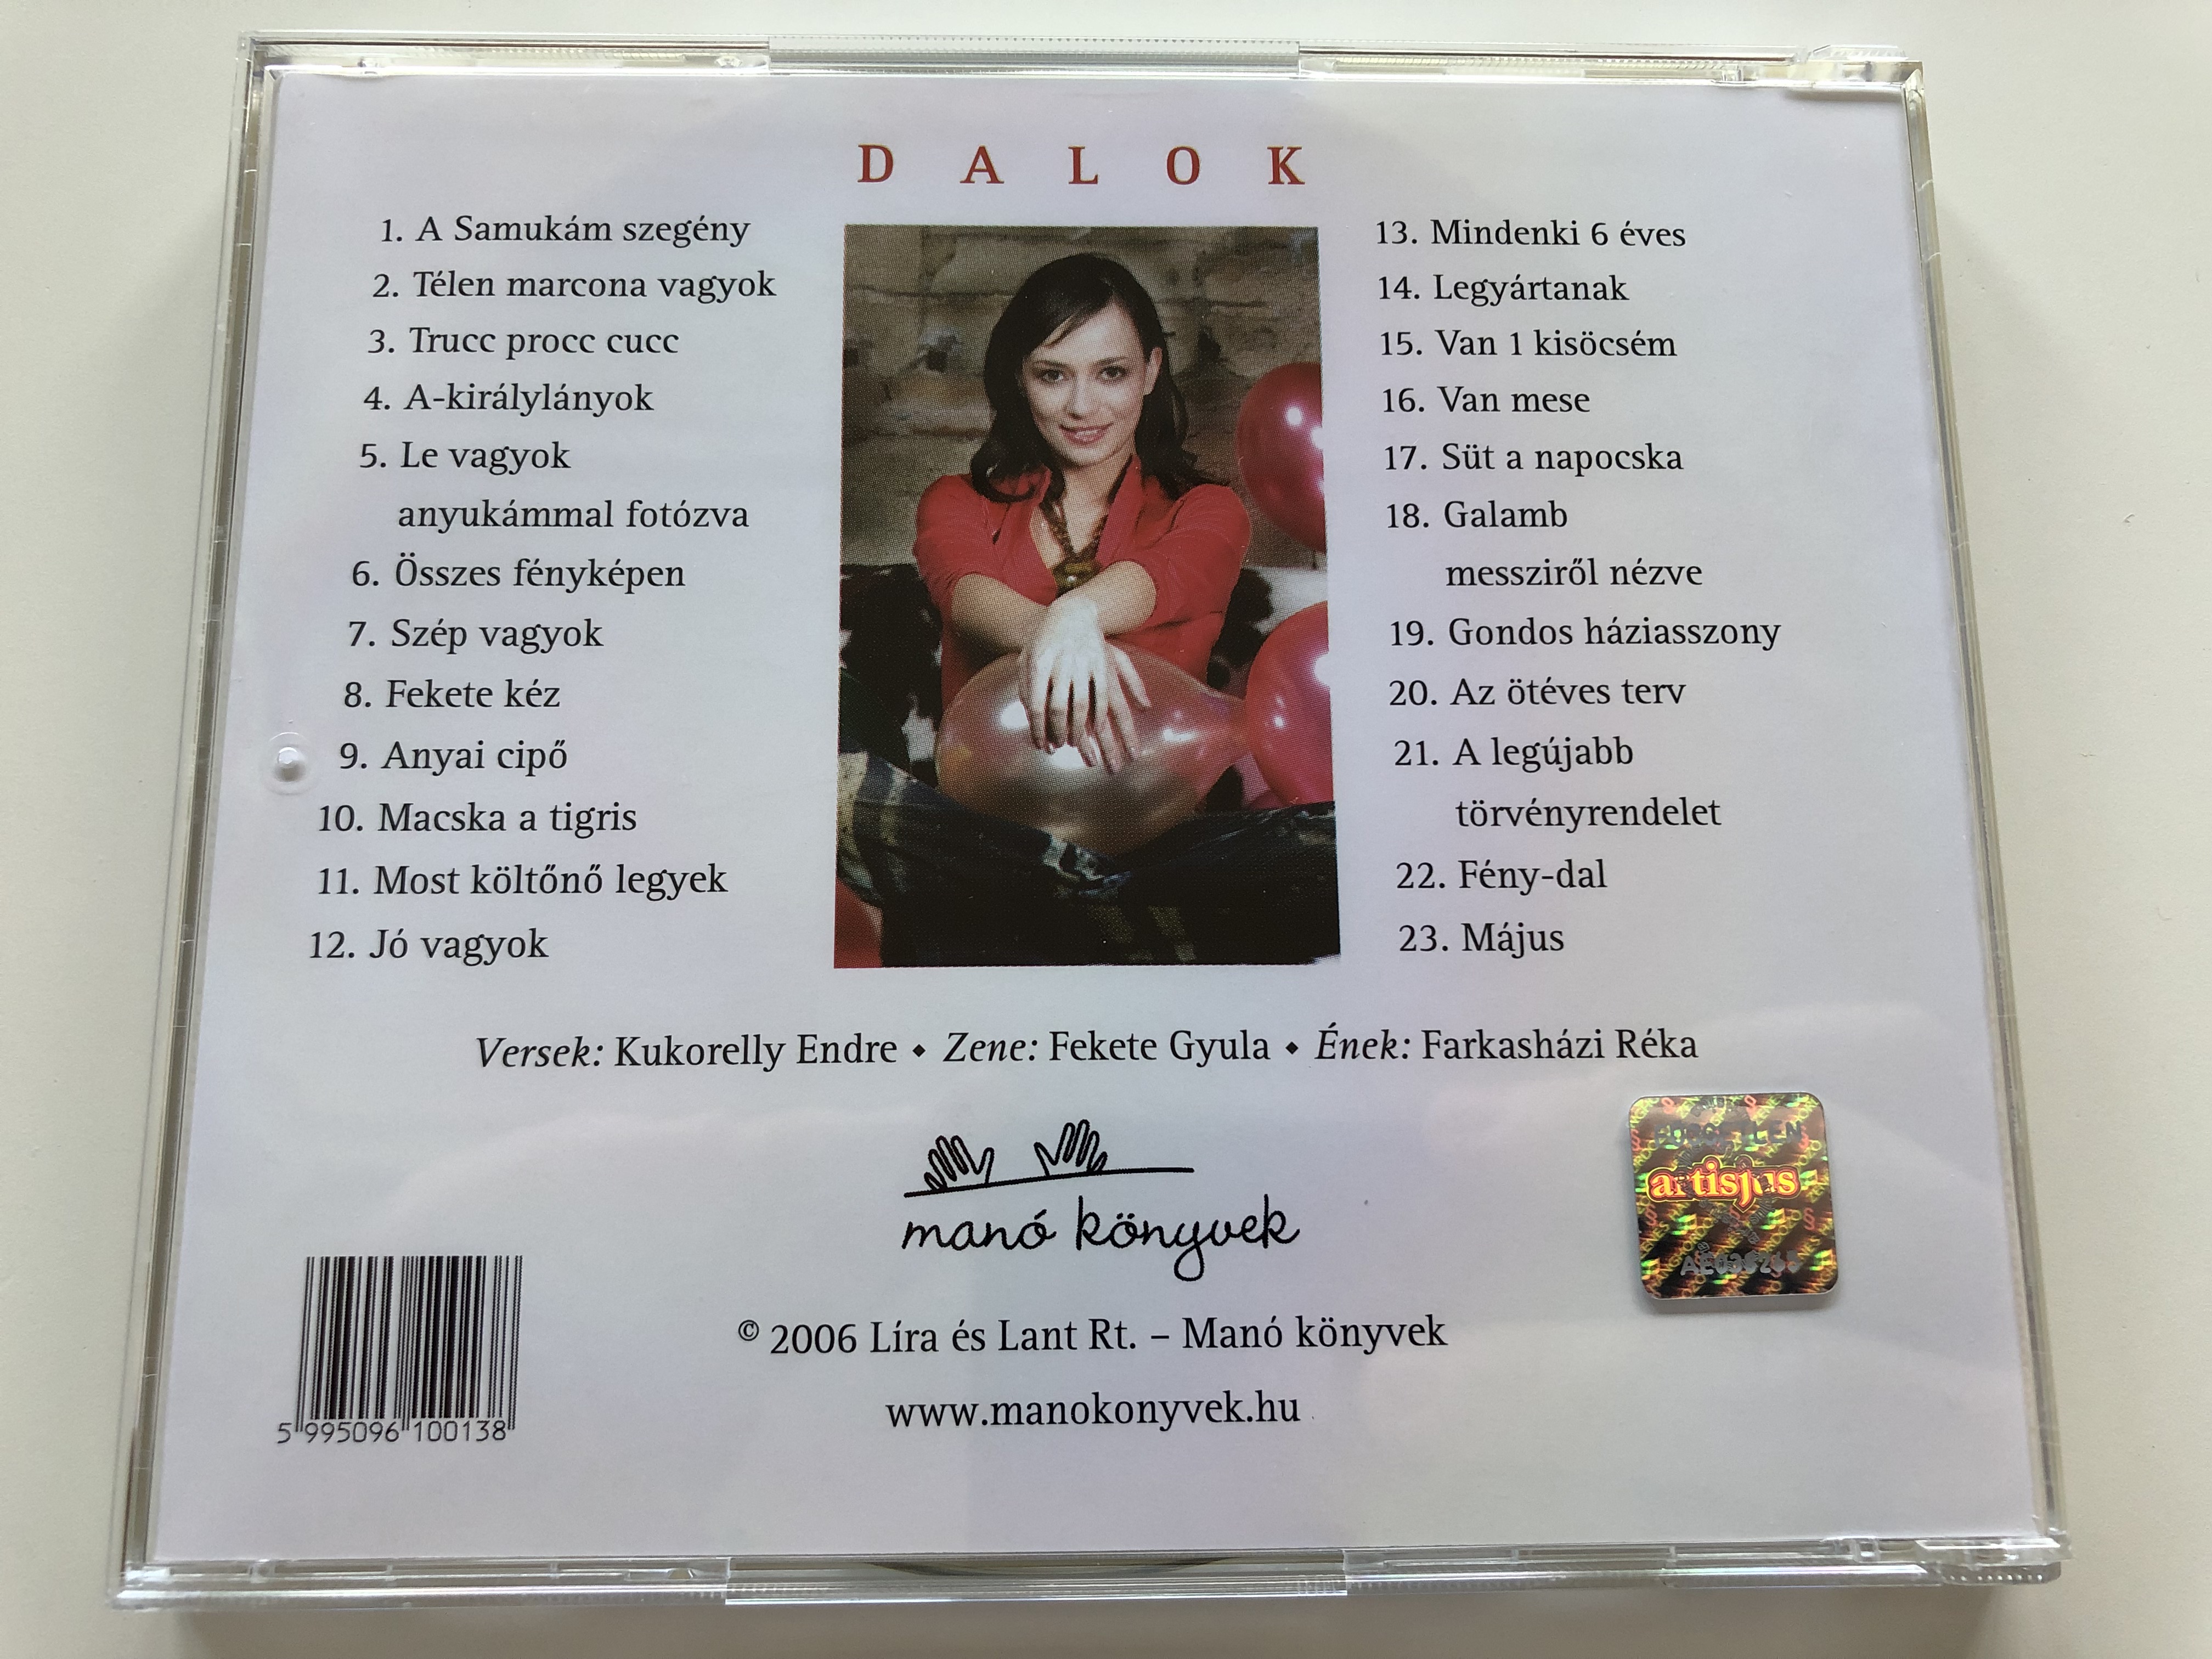 DALOK
1. A Samukám szegény
2. Télen marcona vagyok
3. Trucc procc cucc
4. A-királylányok
5. Le vagyok
anyukámmal fotózva
6. Összes fényképen
7. Szép vagyok
8. Fekete kéz
9. Anyai cipő
10. Macska a tigris
11. Most költőnő legyek
12. Jó vagyok
13. Mindenki 6 éves
14. Legyártanak
15. Van 1 kisöcsém
16. Van mese
17. Süt a napocska
18. Galamb
messziről nézve
19. Gondos háziasszony
20. Az ötéves terv
21. A legújabb
törvényrendelet
22. Fény-dal
23. Május
Versek: Kukorelly Endre ⬥ Zene: Fekete Gyula ⬥ Ének: Farkasházi Réka
manó könyvek
artisjus
© 2006 Líra és Lant Rt. – Manó könyvek
www.manokonyvek.hu
5 995096 100138